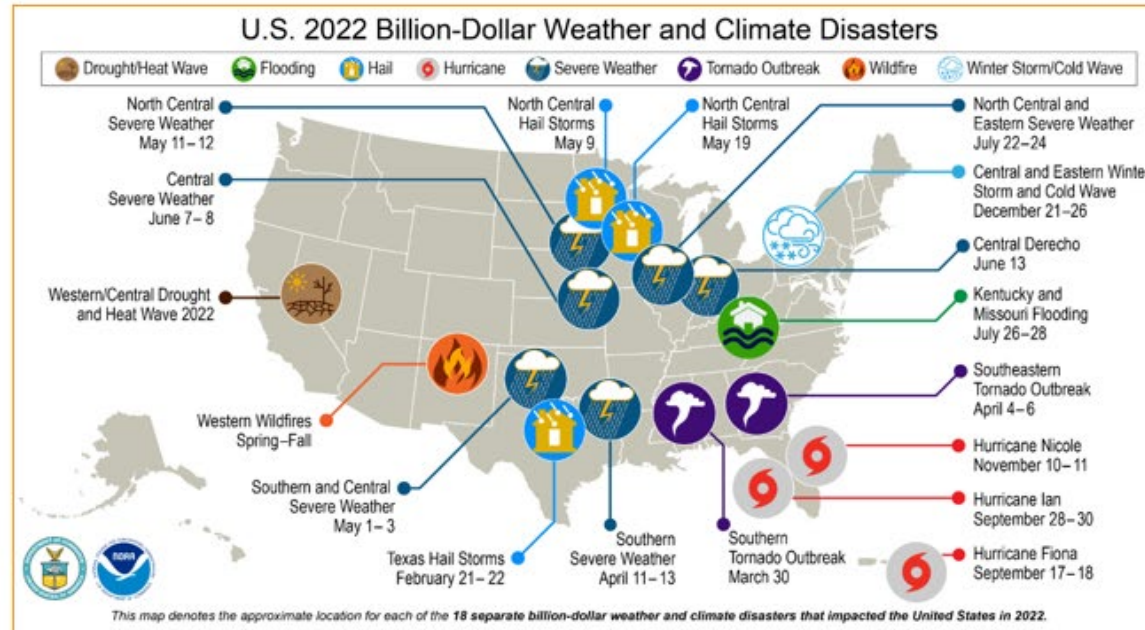 U.S. 2022 Billion-Dollar Weather and Climate Disasters
Drought/Heat Wave
Flooding
Hail
Hurricane
Severe Weather
Tornado Outbreak
Wildfire
Winter Storm/Cold Wave
North Central
Severe Weather
May 11–12
North Central
Hail Storms
May 9
North Central
Hail Storms
May 19
North Central and
Eastern Severe Weather
July 22–24
Central
Severe Weather
June 7–8
Central and Eastern Winte
Storm and Cold Wave
December 21–26
Central Derecho
June 13
Western/Central Drought
and Heat Wave 2022
Kentucky and
Missouri Flooding
July 26–28
Southeastern
Tornado Outbreak
April 4–6
Western Wildfires
Spring–Fall
Hurricane Nicole
November 10–11
Southern and Central
Severe Weather
May 1–3
Hurricane Ian
September 28–30
Texas Hail Storms
February 21–22
Southern
Severe Weather
April 11–13
Southern
Tornado Outbreak
March 30
Hurricane Fiona
September 17–18
NOAA
This map denotes the approximate location for each of the 18 separate billion-dollar weather and climate disasters that impacted the United States in 2022.